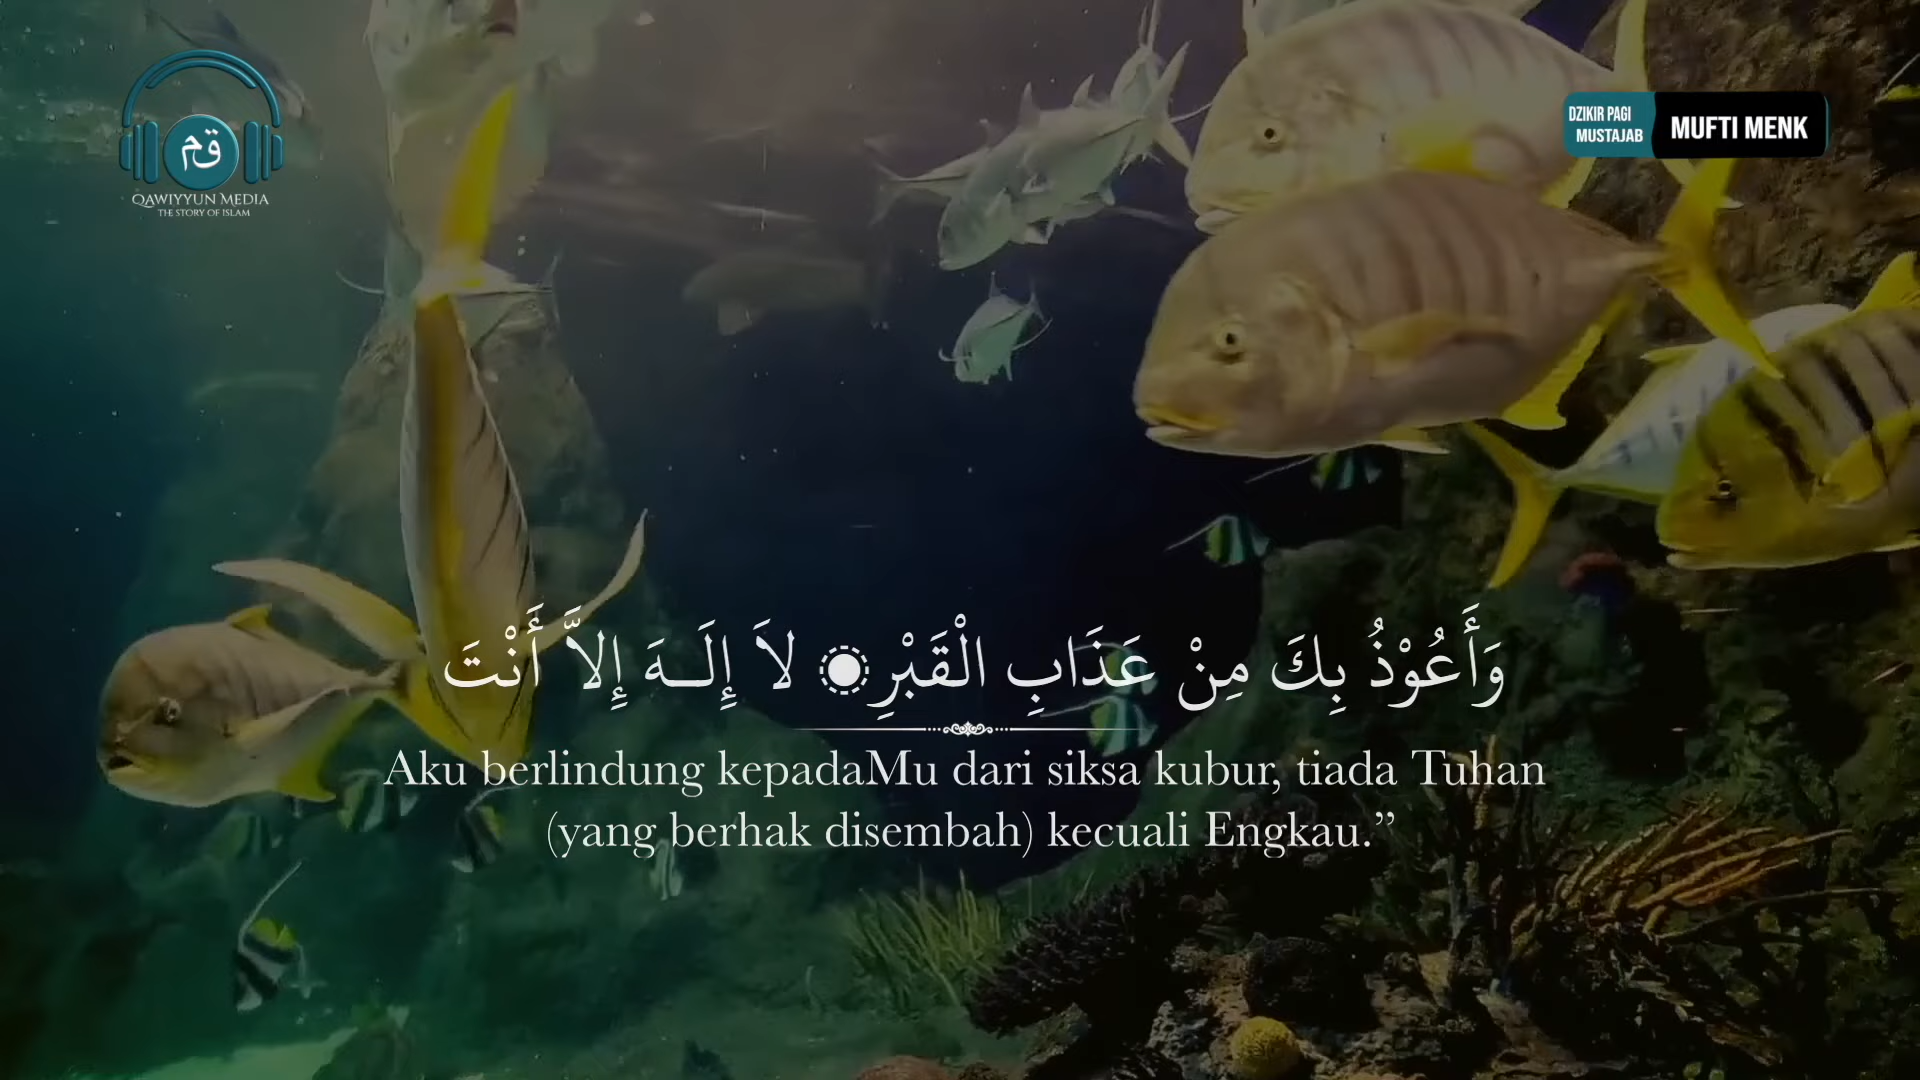 قم
QAWIYYUN MEDIA
THE STORY OF ISLAM
DZIKIR PAGI
MUSTAJAB
MUFTI MENK
وَأَعُوْذُ بِكَ مِنْ عَذَابِ الْقَبْرِ لاَ إِلَـهَ إِلاَّ أَنْتَ
Aku berlindung kepadaMu dari siksa kubur, tiada Tuhan
(yang berhak disembah) kecuali Engkau.”